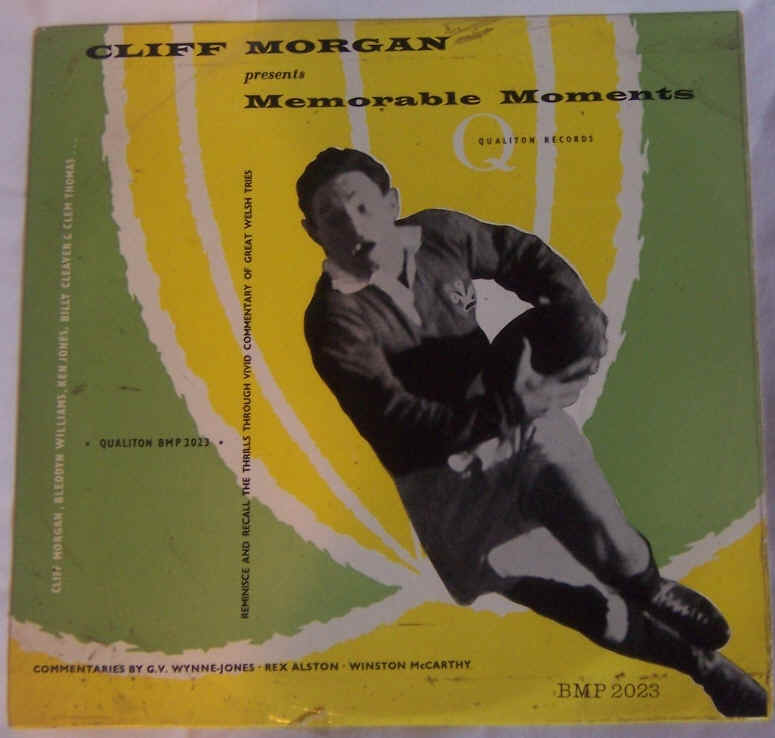 CLIFF MORGAN
presents
Memorable Moments
Q QUALITON RECORDS
CLIFF MORGAN, BLEDDYN WILLIAMS, KEN JONES, BILLY CLEAVER & CLEM THOMAS...
REMINISCE AND RECALL THE THRILLS THROUGH VIVID COMMENTARY OF GREAT WELSH TRIES
• QUALITON BMP2023 •
COMMENTARIES BY G.V. WYNNE-JONES · REX ALSTON · WINSTON McCARTHY
BMP 2023